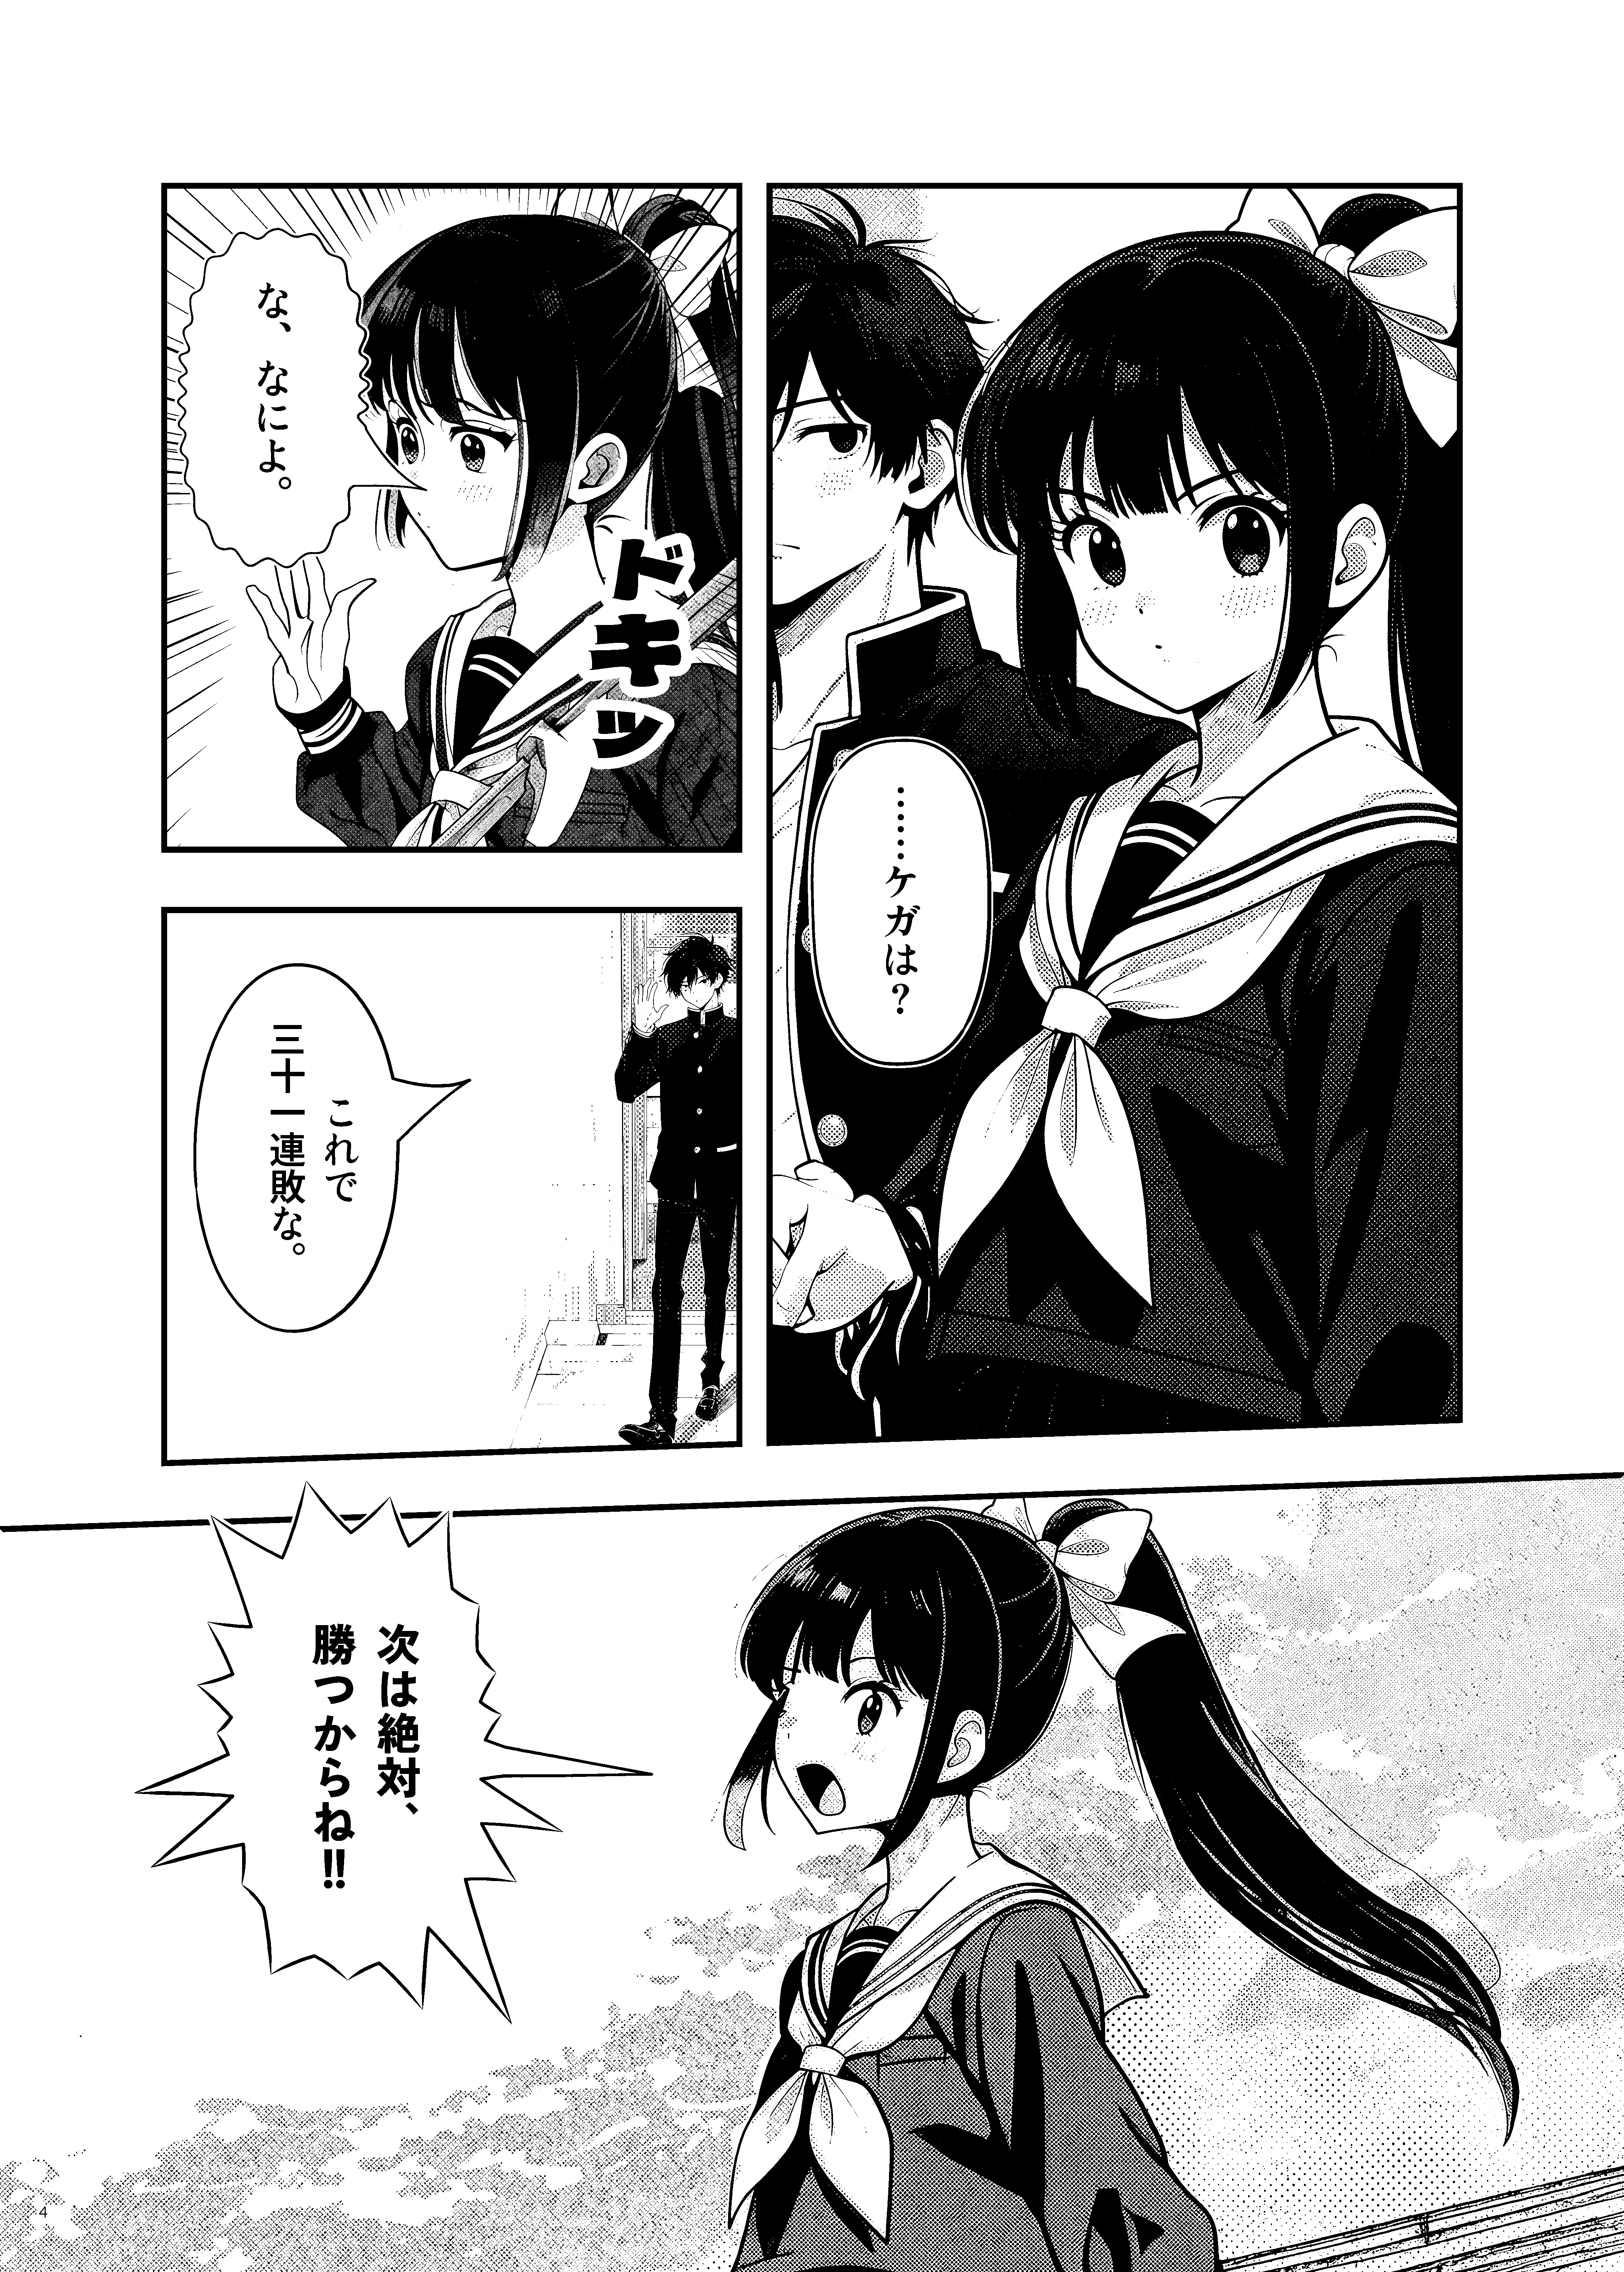 ……ケガは?
な、なによ。
ドキッ
これで
三十一連敗な。
次は絶対、
勝つからね!!
4